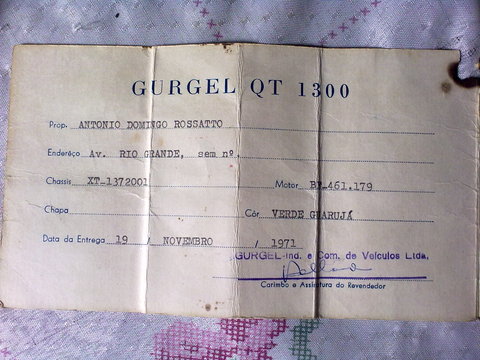 GURGEL QT 1300
Prop. ANTONIO DOMINGO ROSSATTO
Endereço Av. RIO GRANDE, sem nº.
Chassis XT-1372001 Motor BF-461.179
Chapa Côr VERDE GUARUJÁ
Data da Entrega 19 / NOVEMBRO / 1971
GURGEL-Ind. e Com. de Veículos Ltda.
Carimbo e Assinatura do Revendedor